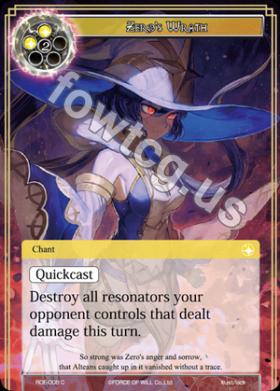 Zero's Wrath
2
fowtcg.us
Chant
Quickcast
Destroy all resonators your
opponent controls that dealt
damage this turn.
So strong was Zero's anger and sorrow,
that Alteans caught up in it vanished without a trace.
RDE-008 C
©FORCE OF WILL Co.,Ltd.